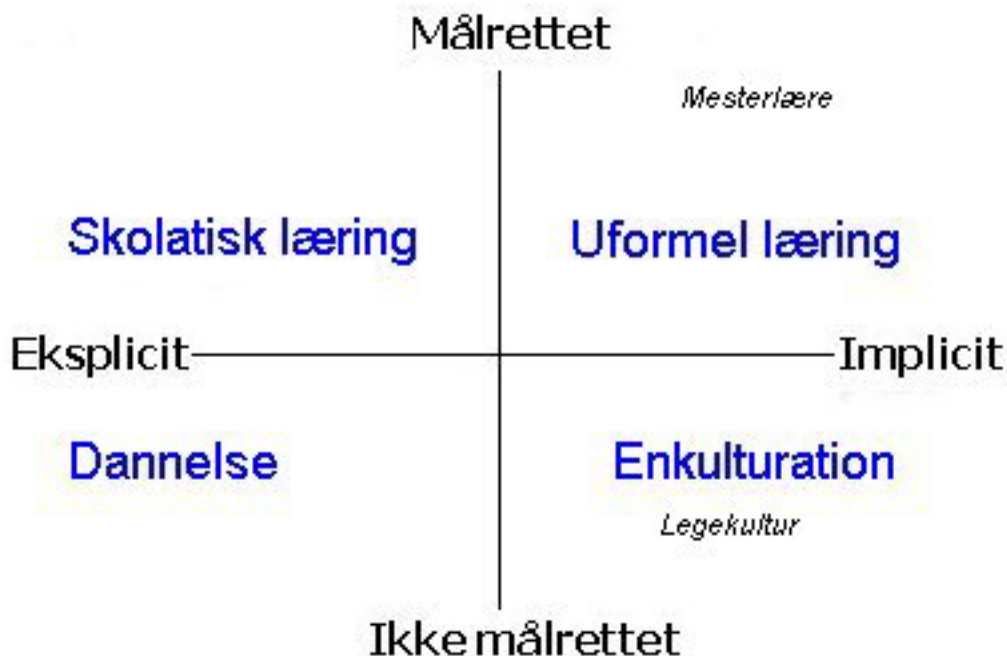 Målrettet
Mesterlære
Skolatisk læring
Uformel læring
Eksplicit
Implicit
Dannelse
Enkulturation
Legekultur
Ikke målrettet